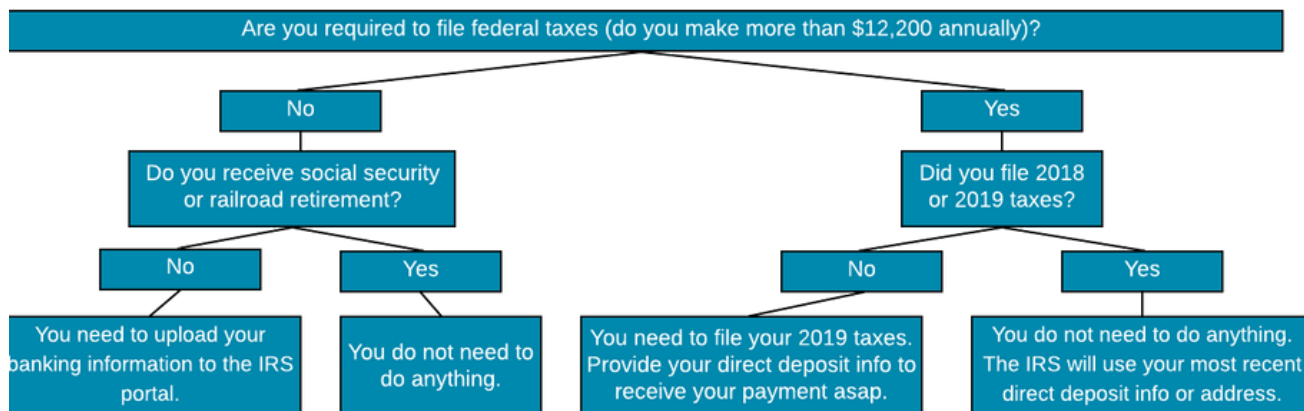 Are you required to file federal taxes (do you make more than $12,200 annually)?
No
Yes
Do you receive social security
or railroad retirement?
Did you file 2018
or 2019 taxes?
No
Yes
No
Yes
You need to upload your
banking information to the IRS
portal.
You do not need to
do anything.
You need to file your 2019 taxes.
Provide your direct deposit info to
receive your payment asap.
You do not need to do anything.
The IRS will use your most recent
direct deposit info or address.